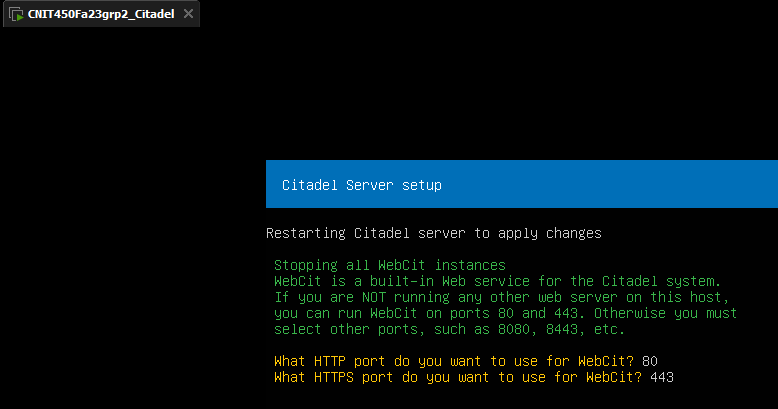 CNIT450Fa23grp2_Citadel
Citadel Server setup
Restarting Citadel server to apply changes
Stopping all WebCit instances
WebCit is a built-in Web service for the Citadel system.
If you are NOT running any other web server on this host,
you can run WebCit on ports 80 and 443. Otherwise you must
select other ports, such as 8080, 8443, etc.
What HTTP port do you want to use for WebCit? 80
What HTTPS port do you want to use for WebCit? 443